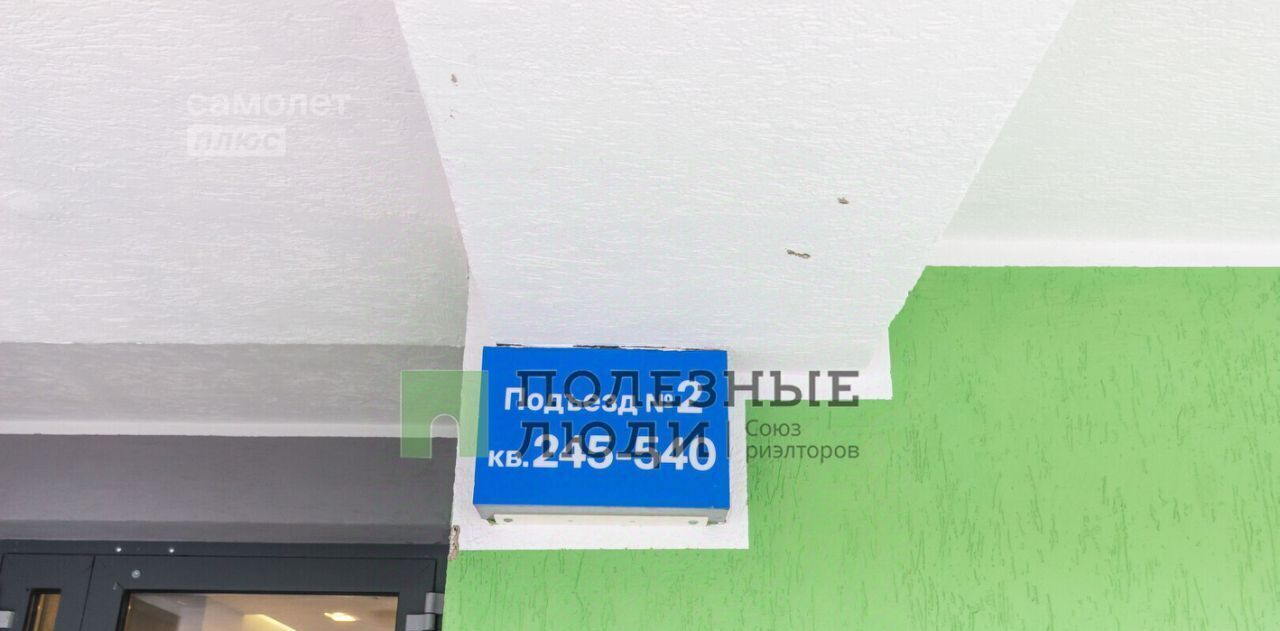 самолет
плюс
Подъезд №2
кв.245-540
ПОЛЕЗНЫЕ
ЛЮДИ
Союз
риэлторов